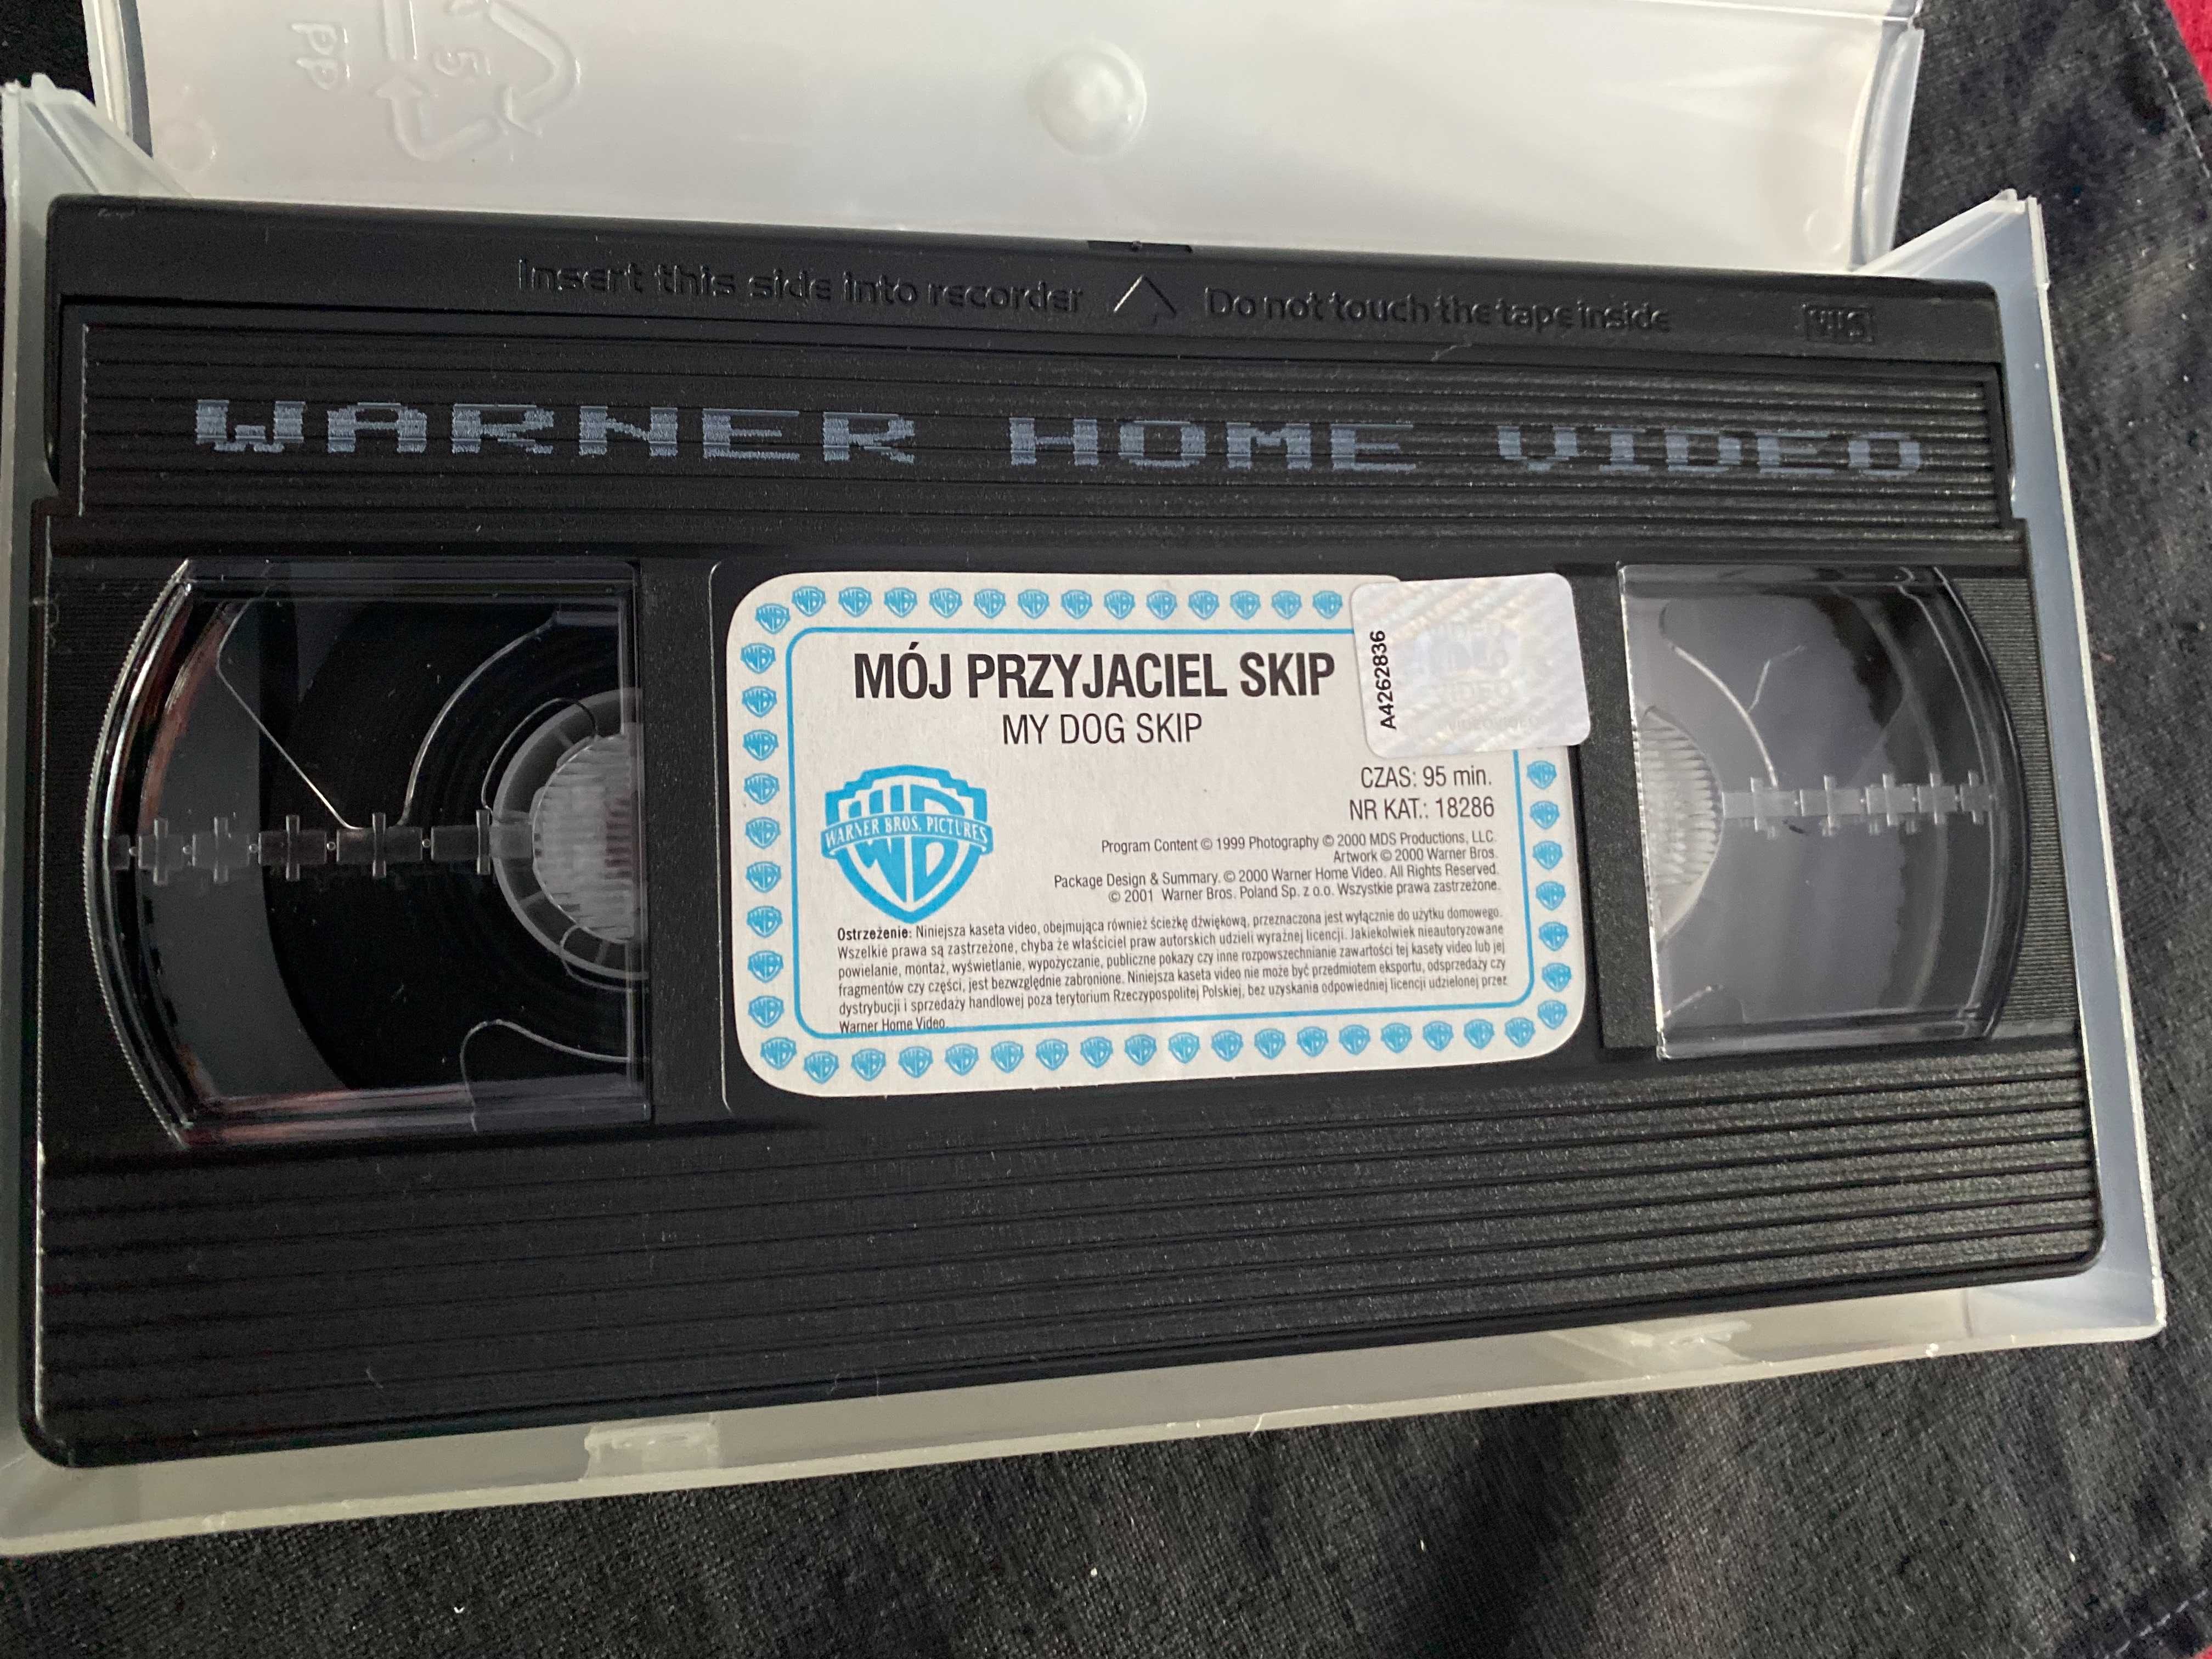 PP
5
Insert this side into recorder Do not touch the tape inside VHS
WARNER HOME VIDEO
MÓJ PRZYJACIEL SKIP
MY DOG SKIP
A4262836
CZAS: 95 min.
NR KAT.: 18286
WARNER BROS. PICTURES
Program Content © 1999 Photography © 2000 MDS Productions, LLC.
Artwork © 2000 Warner Bros.
Package Design & Summary, © 2000 Warner Home Video. All Rights Reserved.
© 2001 Warner Bros. Poland Sp. z o.o. Wszystkie prawa zastrzeżone.
Ostrzeżenie: Niniejsza kaseta video, obejmująca również ścieżkę dźwiękową, przeznaczona jest wyłącznie do użytku domowego.
Wszelkie prawa są zastrzeżone, chyba że właściciel praw autorskich udzieli wyraźnej licencji. Jakiekolwiek nieautoryzowane
powielanie, montaż, wyświetlanie, wypożyczanie, publiczne pokazy czy inne rozpowszechnianie zawartości tej kasety video lub jej
fragmentów czy części, jest bezwzględnie zabronione. Niniejsza kaseta video nie może być przedmiotem eksportu, odsprzedaży czy
dystrybucji i sprzedaży handlowej poza terytorium Rzeczypospolitej Polskiej, bez uzyskania odpowiedniej licencji udzielonej przez
Warner Home Video.